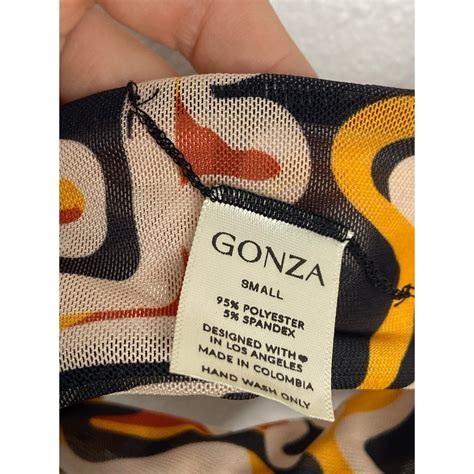 GONZA
SMALL
95% POLYESTER
5% SPANDEX
DESIGNED WITH ❤
IN LOS ANGELES
MADE IN COLOMBIA
HAND WASH ONLY